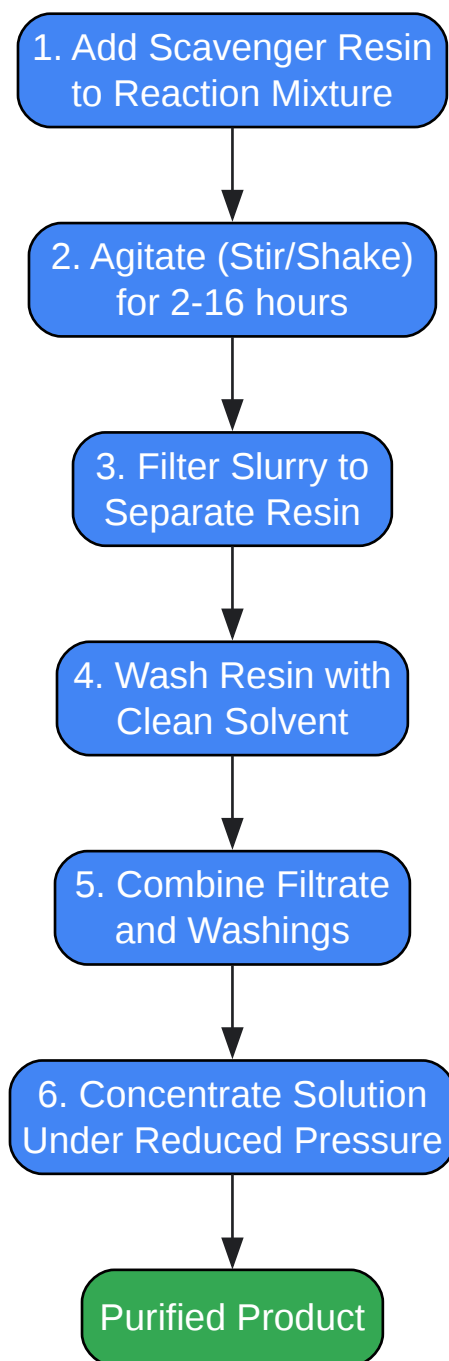 1. Add Scavenger Resin
to Reaction Mixture
2. Agitate (Stir/Shake)
for 2-16 hours
3. Filter Slurry to
Separate Resin
4. Wash Resin with
Clean Solvent
5. Combine Filtrate
and Washings
6. Concentrate Solution
Under Reduced Pressure
Purified Product